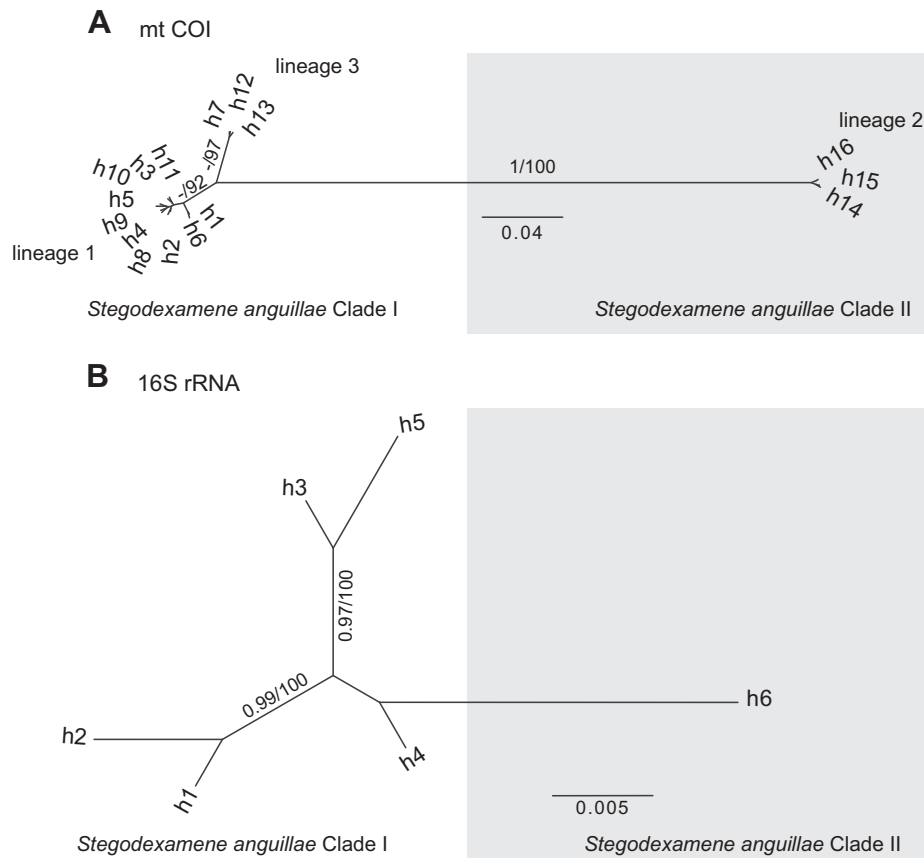 A mt COI
lineage 3
h7
h12
h13
-/97
h10
h3
h11
-/92
h5
h9
h4
h8
h2
h6
h1
lineage 1
1/100
0.04
lineage 2
h16
h15
h14
Stegodexamene anguillae Clade I
Stegodexamene anguillae Clade II
B 16S rRNA
h5
h3
0.97/100
0.99/100
h2
h1
h4
h6
0.005
Stegodexamene anguillae Clade I
Stegodexamene anguillae Clade II